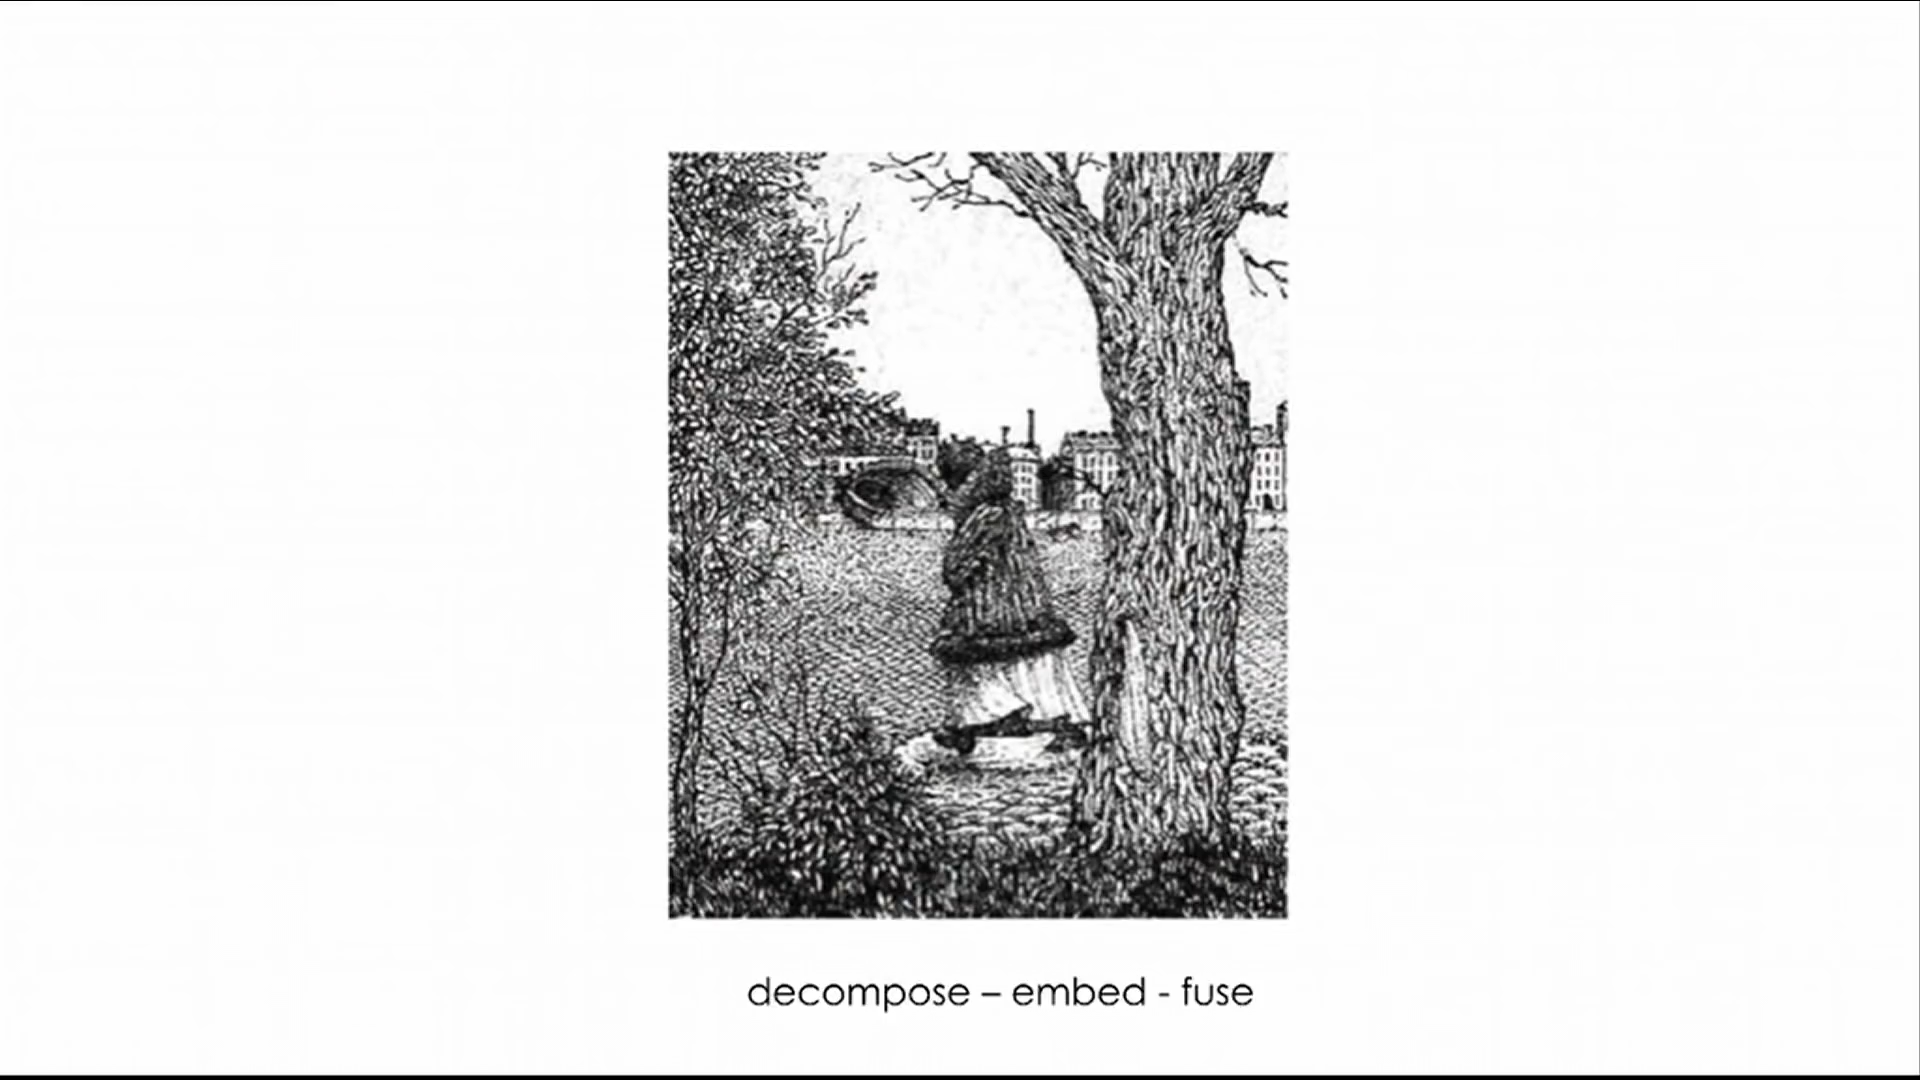 decompose – embed - fuse